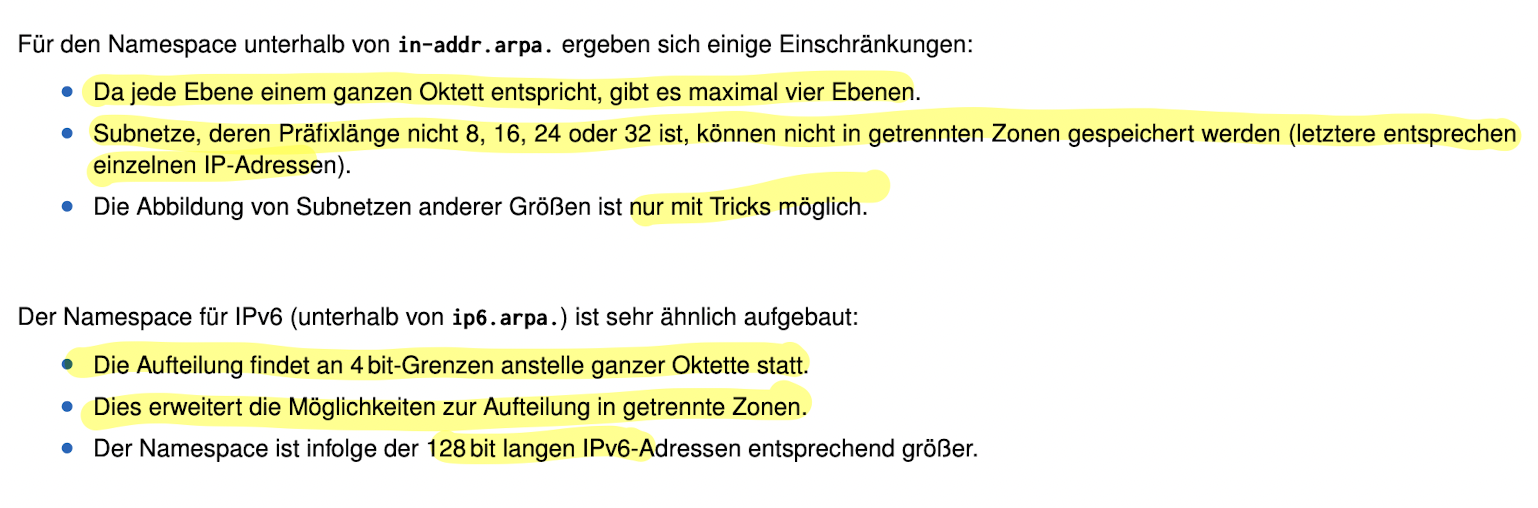 Für den Namespace unterhalb von in-addr.arpa. ergeben sich einige Einschränkungen:
• Da jede Ebene einem ganzen Oktett entspricht, gibt es maximal vier Ebenen.
• Subnetze, deren Präfixlänge nicht 8, 16, 24 oder 32 ist, können nicht in getrennten Zonen gespeichert werden (letztere entsprechen
einzelnen IP-Adressen).
• Die Abbildung von Subnetzen anderer Größen ist nur mit Tricks möglich.
Der Namespace für IPv6 (unterhalb von ip6.arpa.) ist sehr ähnlich aufgebaut:
• Die Aufteilung findet an 4 bit-Grenzen anstelle ganzer Oktette statt.
• Dies erweitert die Möglichkeiten zur Aufteilung in getrennte Zonen.
• Der Namespace ist infolge der 128 bit langen IPv6-Adressen entsprechend größer.